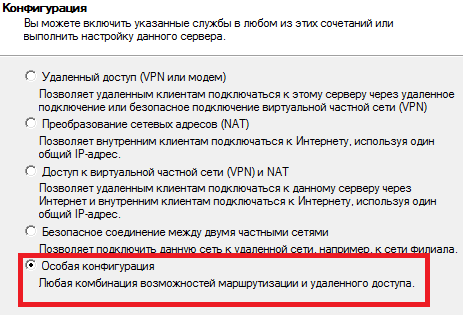 Конфигурация
Вы можете включить указанные службы в любом из этих сочетаний или
выполнить настройку данного сервера.
Удаленный доступ (VPN или модем)
Позволяет удаленным клиентам подключаться к этому серверу через удаленное
подключение или безопасное подключение виртуальной частной сети (VPN)
Преобразование сетевых адресов (NAT)
Позволяет внутренним клиентам подключаться к Интернету, используя один
общий IP-адрес.
Доступ к виртуальной частной сети (VPN) и NAT
Позволяет удаленным клиентам подключаться к данному серверу через
Интернет и внутренним клиентам подключаться к Интернету, используя один
общий IP-адрес.
Безопасное соединение между двумя частными сетями
Позволяет подключить данную сеть к удаленной сети, например, к сети филиала.
Особая конфигурация
Любая комбинация возможностей маршрутизации и удаленного доступа.